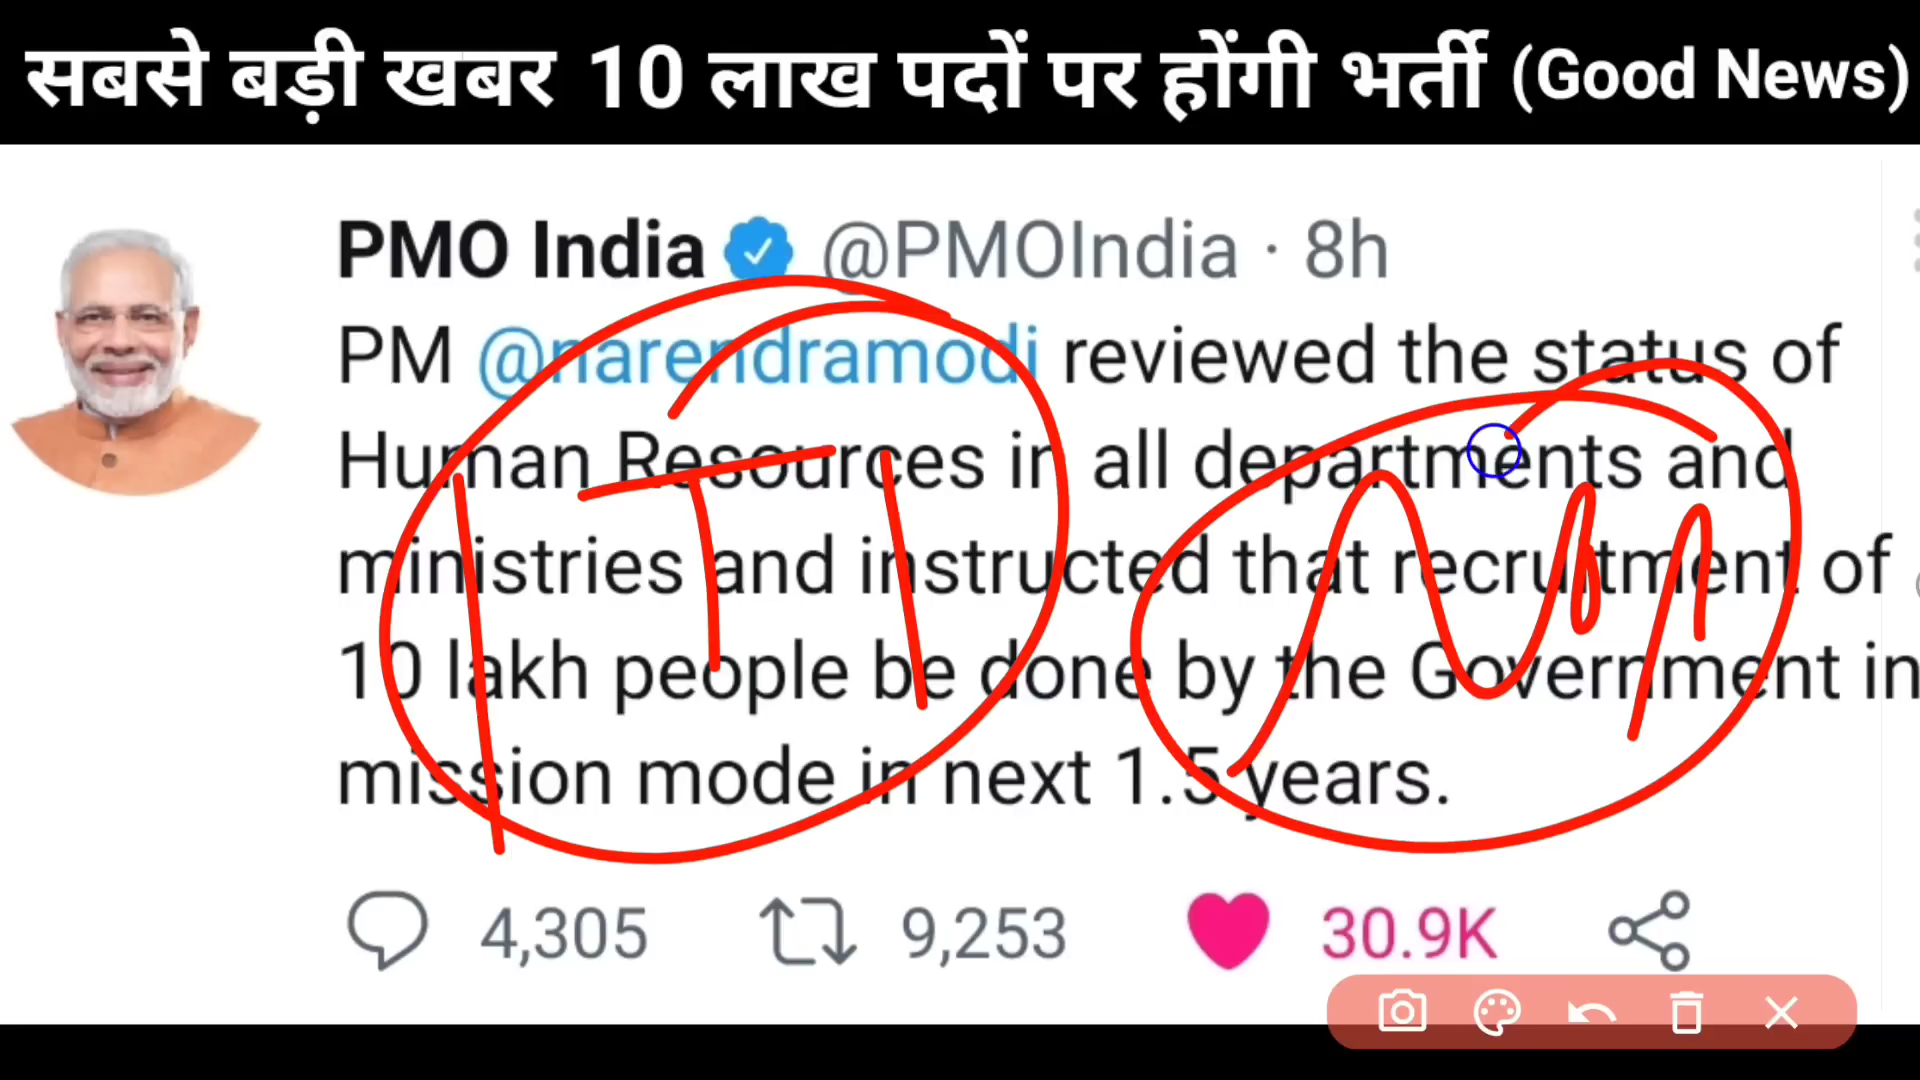 सबसे बड़ी खबर 10 लाख पदों पर होंगी भर्ती (Good News)
PMO India @PMOIndia · 8h
PM @narendramodi reviewed the status of
Human Resources in all departments and
ministries and instructed that recruitment of
10 lakh people be done by the Government in
mission mode in next 1.5 years.
ITI
4,305 9,253 30.9K